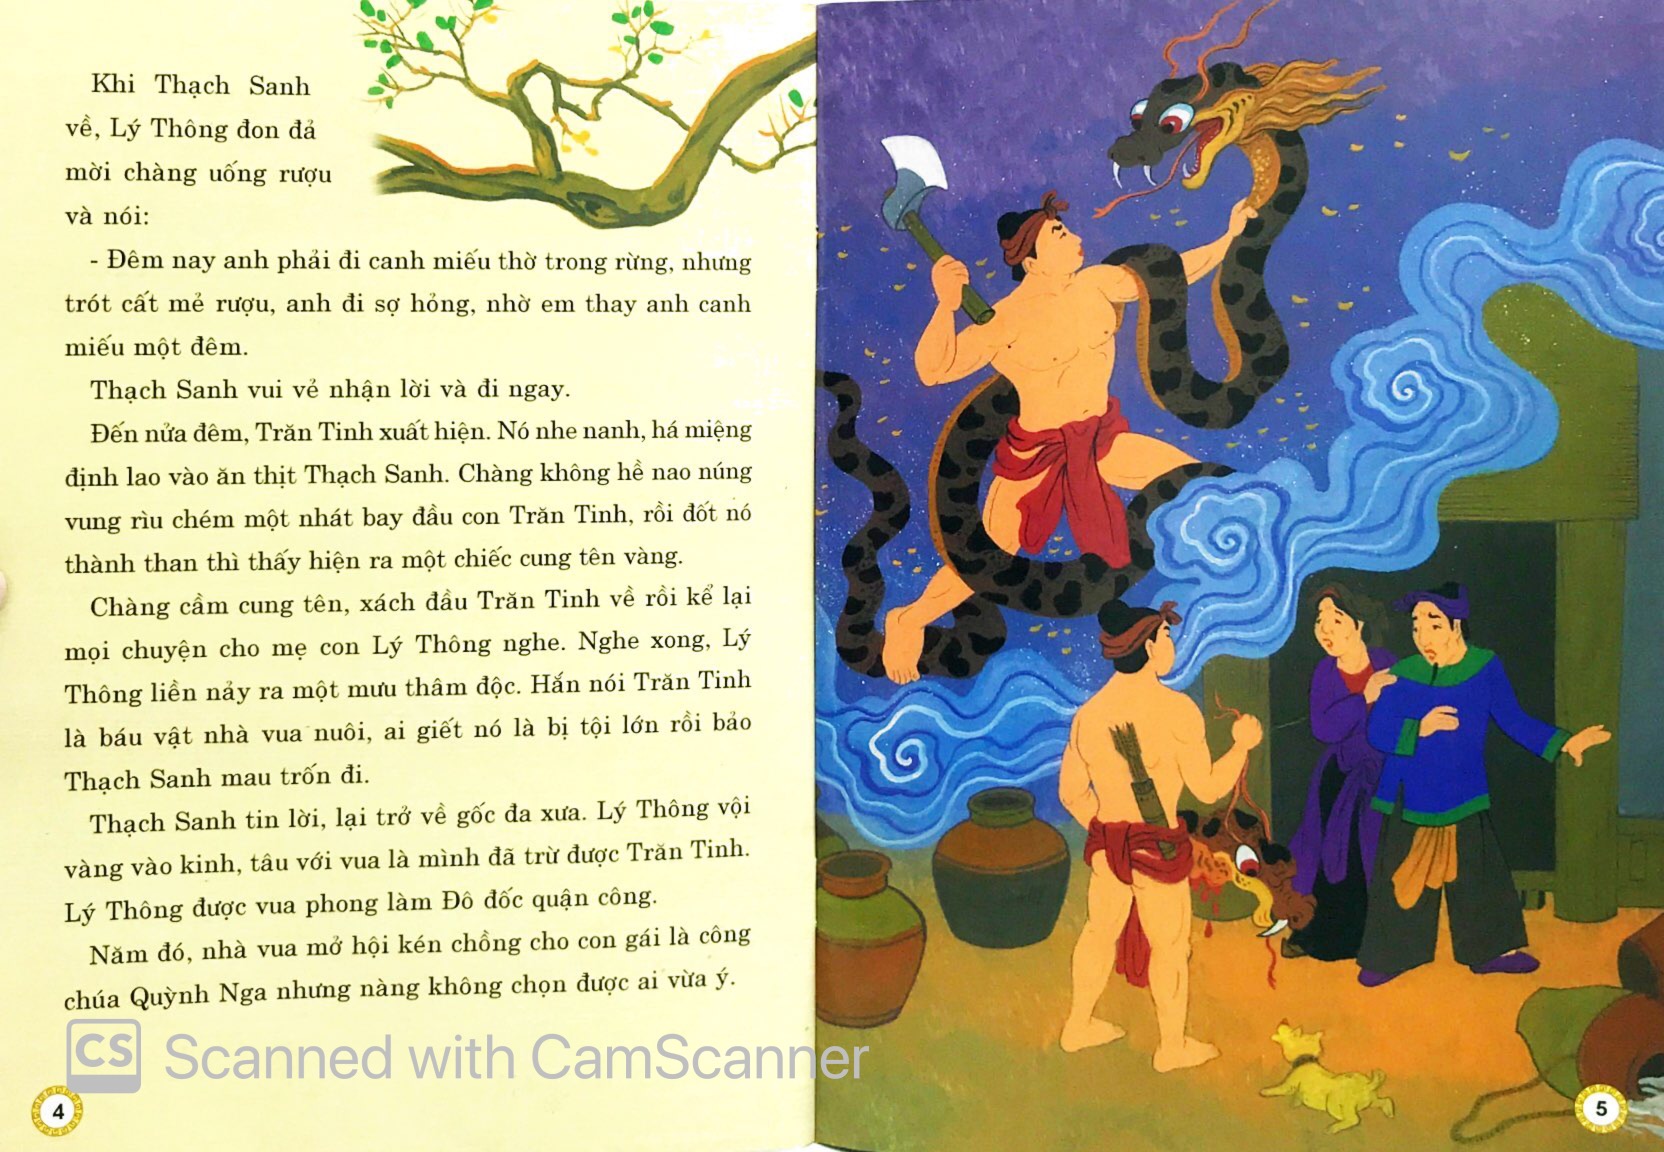 Khi Thạch Sanh
về, Lý Thông đon đả
mời chàng uống rượu
và nói:
- Đêm nay anh phải đi canh miếu thờ trong rừng, nhưng
trót cất mẻ rượu, anh đi sợ hỏng, nhờ em thay anh canh
miếu một đêm.
Thạch Sanh vui vẻ nhận lời và đi ngay.
Đến nửa đêm, Trăn Tinh xuất hiện. Nó nhe nanh, há miệng
định lao vào ăn thịt Thạch Sanh. Chàng không hề nao núng
vung rìu chém một nhát bay đầu con Trăn Tinh, rồi đốt nó
thành than thì thấy hiện ra một chiếc cung tên vàng.
Chàng cầm cung tên, xách đầu Trăn Tinh về rồi kể lại
mọi chuyện cho mẹ con Lý Thông nghe. Nghe xong, Lý
Thông liền nảy ra một mưu thâm độc. Hắn nói Trăn Tinh
là báu vật nhà vua nuôi, ai giết nó là bị tội lớn rồi bảo
Thạch Sanh mau trốn đi.
Thạch Sanh tin lời, lại trở về gốc đa xưa. Lý Thông vội
vàng vào kinh, tâu với vua là mình đã trừ được Trăn Tinh.
Lý Thông được vua phong làm Đô đốc quận công.
Năm đó, nhà vua mở hội kén chồng cho con gái là công
chúa Quỳnh Nga nhưng nàng không chọn được ai vừa ý.
CS Scanned with CamScanner
4
5